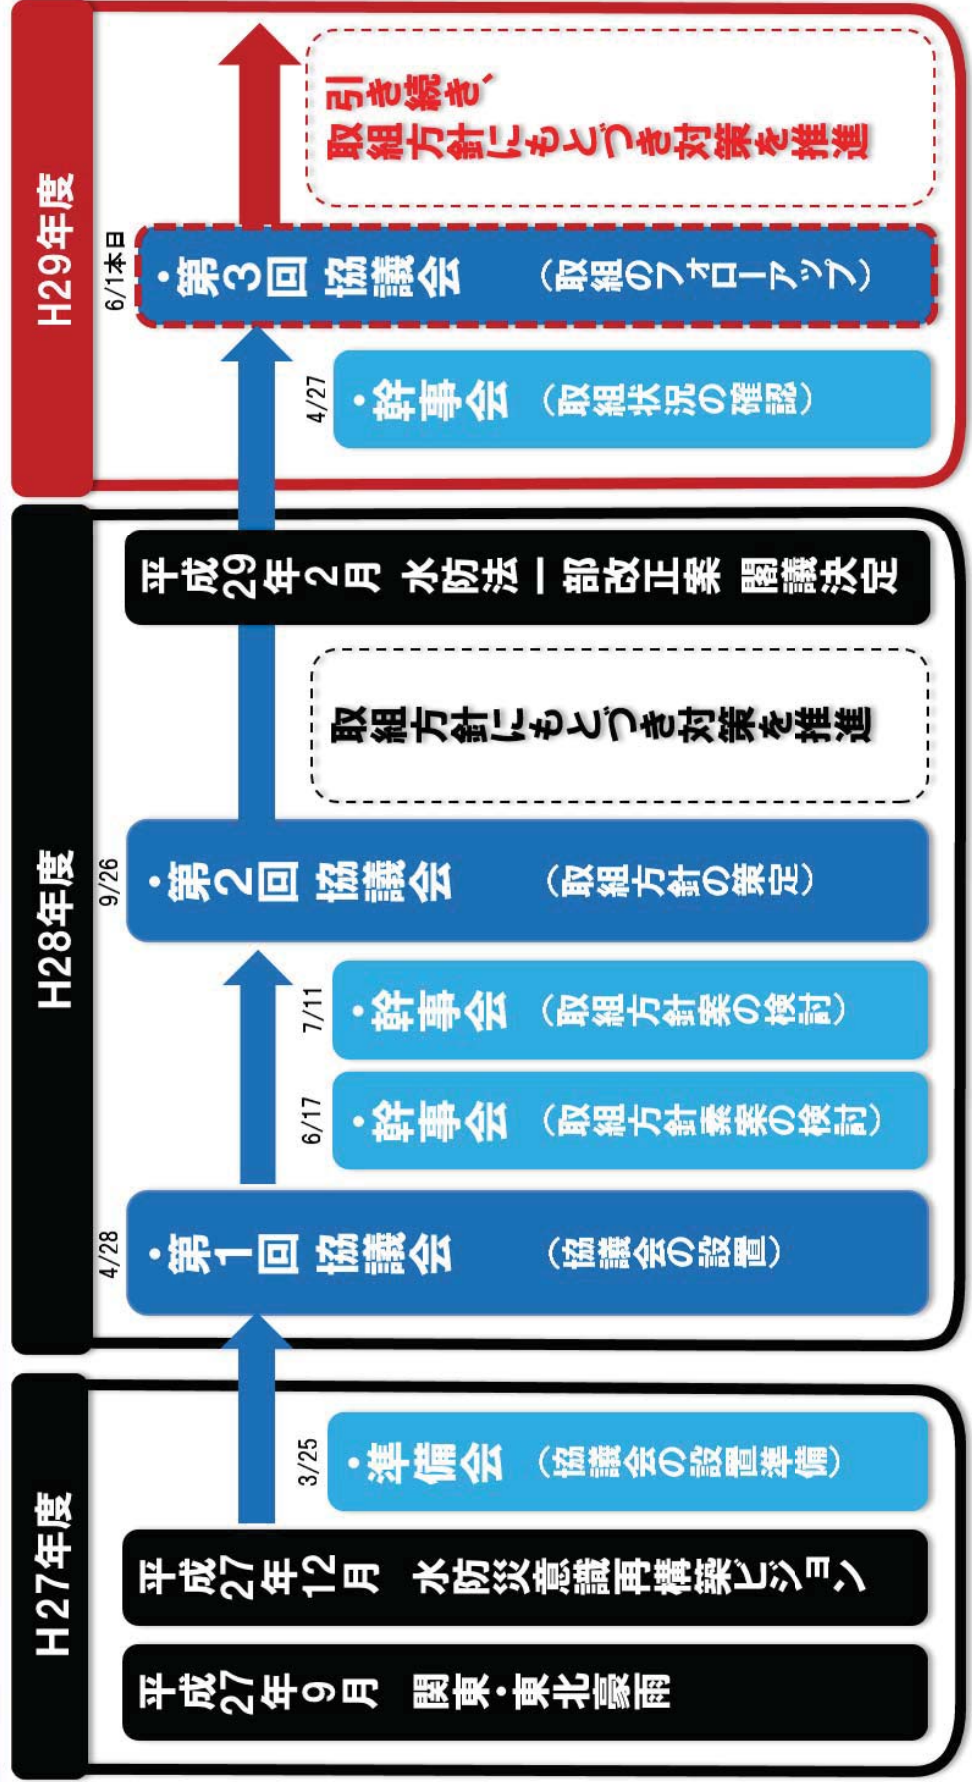 H27年度
平成27年9月 関東・東北豪雨
平成27年12月 水防災意識再構築ビジョン
3/25
・準備会 （協議会の設置準備）
H28年度
4/28
・第1回 協議会 （協議会の設置）
6/17
・幹事会 （取組方針素案の検討）
7/11
・幹事会 （取組方針案の検討）
9/26
・第2回 協議会 （取組方針の策定）
取組方針にもとづき対策を推進
平成29年2月 水防法一部改正案 閣議決定
H29年度
4/27
・幹事会 （取組状況の確認）
6/1本日
・第3回 協議会 （取組のフォローアップ）
引き続き、
取組方針にもとづき対策を推進